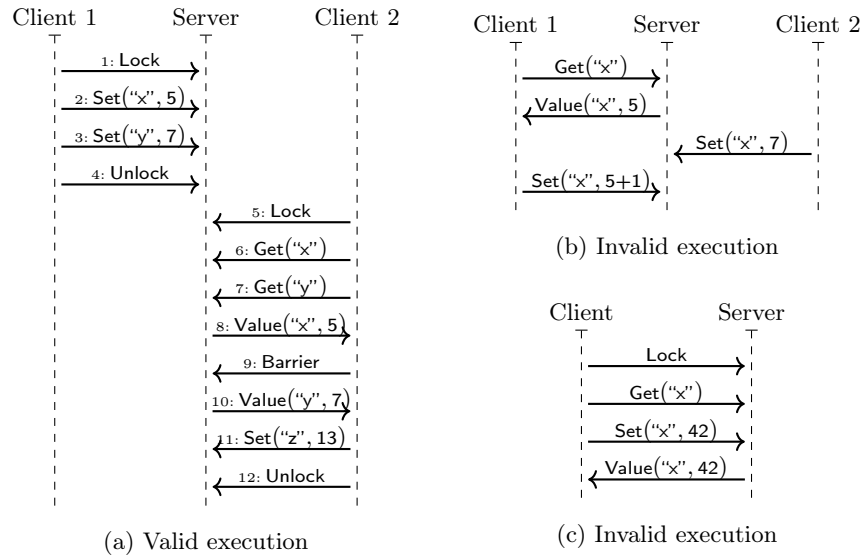 Client 1 Server Client 2
1: Lock
2: Set(“x”, 5)
3: Set(“y”, 7)
4: Unlock
5: Lock
6: Get(“x”)
7: Get(“y”)
8: Value(“x”, 5)
9: Barrier
10: Value(“y”, 7)
11: Set(“z”, 13)
12: Unlock
(a) Valid execution
Client 1 Server Client 2
Get(“x”)
Value(“x”, 5)
Set(“x”, 7)
Set(“x”, 5+1)
(b) Invalid execution
Client Server
Lock
Get(“x”)
Set(“x”, 42)
Value(“x”, 42)
(c) Invalid execution